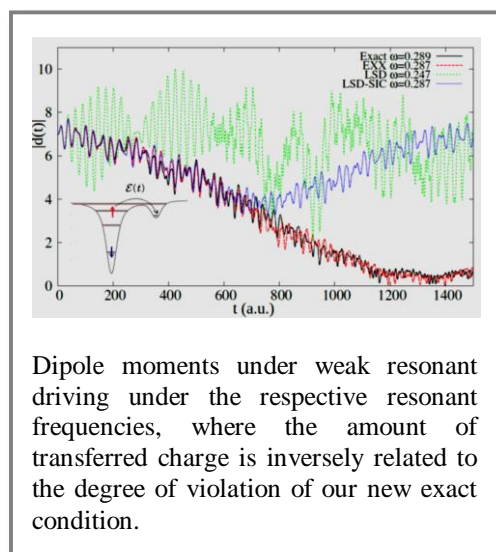 Exact ω=0.289
EXX ω=0.287
LSD ω=0.247
LSD-SIC ω=0.287
10
8
6
4
2
0
|d(t)|
ε(t)
0 200 400 600 800 1000 1200 1400
t (a.u.)
Dipole moments under weak resonant
driving under the respective resonant
frequencies, where the amount of
transferred charge is inversely related to
the degree of violation of our new exact
condition.